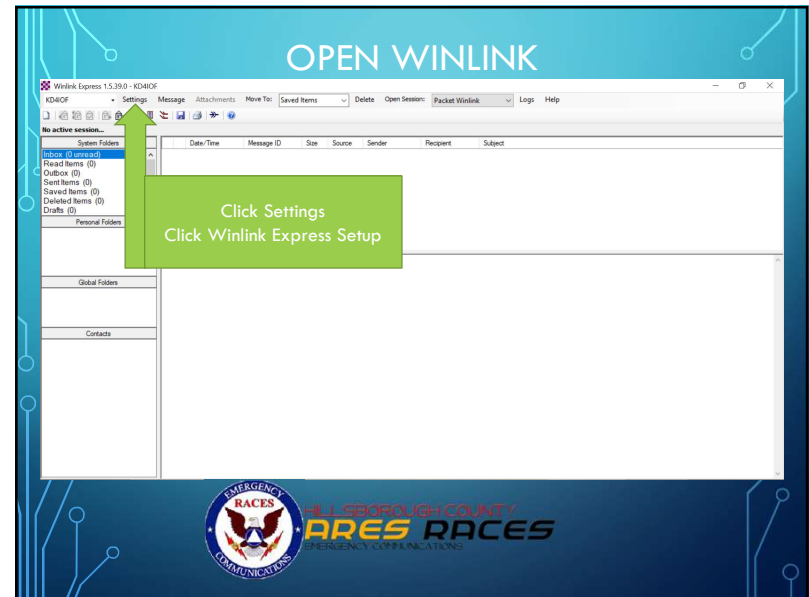 OPEN WINLINK
Winlink Express 1.5.39.0 - KD4IOF
KD4IOF Settings Message Attachments Move To: Saved Items Delete Open Session: Packet Winlink Logs Help
No active session...
System Folders Date/Time Message ID Size Source Sender Recipient Subject
Inbox (0 unread)
Read Items (0)
Outbox (0)
Sent Items (0)
Saved Items (0)
Deleted Items (0)
Drafts (0)
Personal Folders
Click Settings
Click Winlink Express Setup
Global Folders
Contacts
EMERGENCY
RACES
COMMUNICATIONS
HILLSBOROUGH COUNTY
ARES RACES
EMERGENCY COMMUNICATIONS